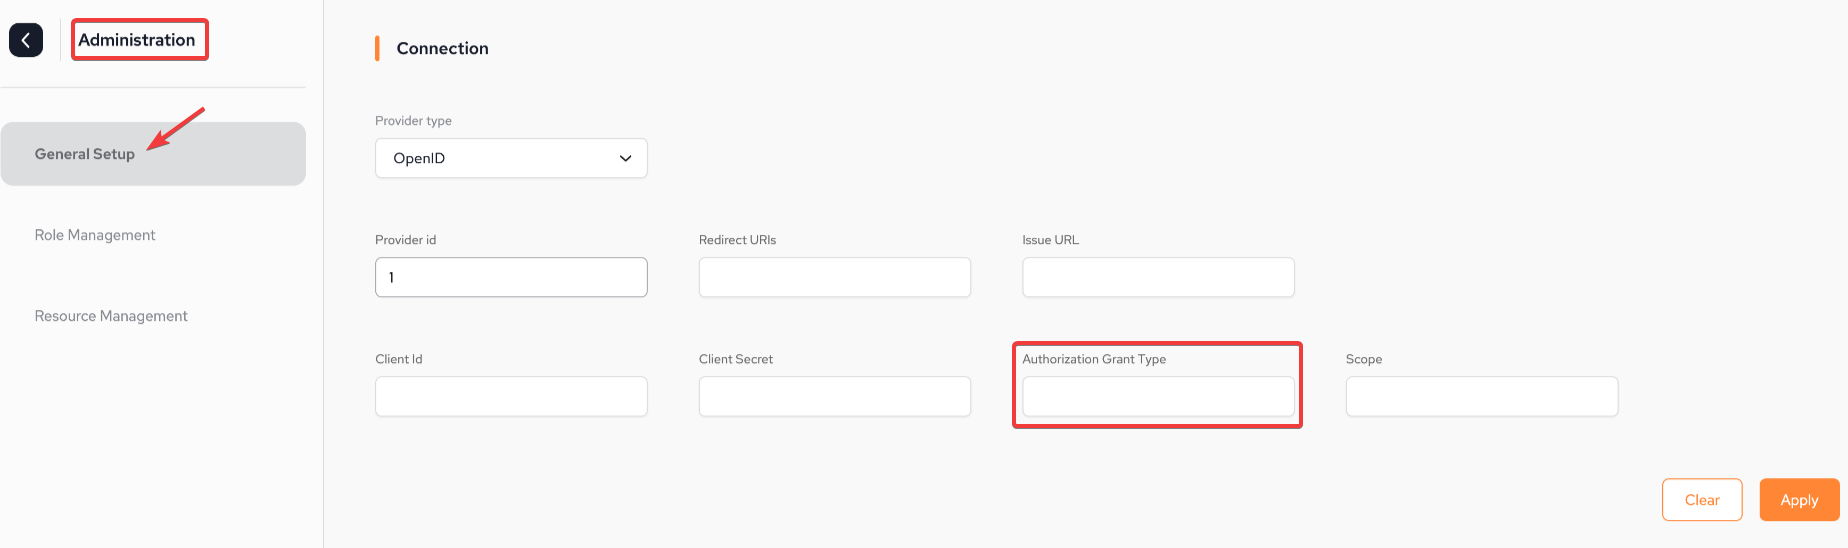 Administration
General Setup
Role Management
Resource Management
Connection
Provider type
OpenID
Provider id
Redirect URIs
Issue URL
1
Client Id
Client Secret
Authorization Grant Type
Scope
Clear
Apply